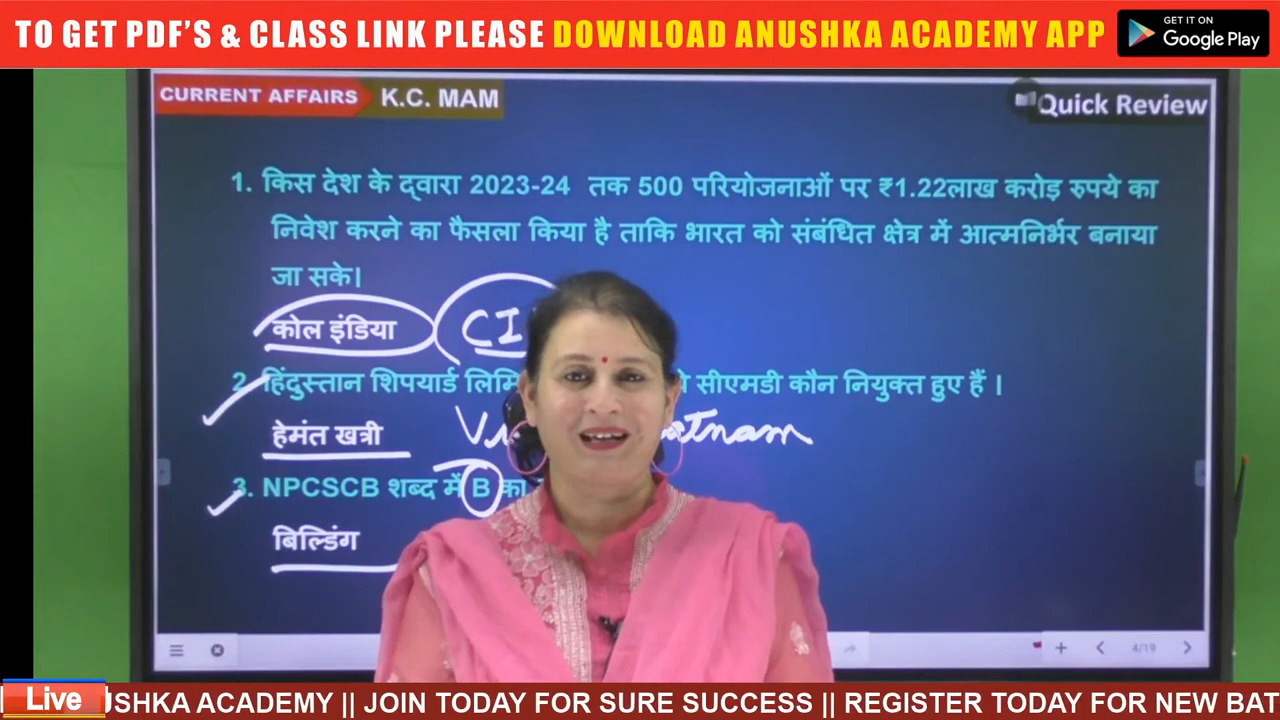 TO GET PDF'S & CLASS LINK PLEASE DOWNLOAD ANUSHKA ACADEMY APP
GET IT ON
Google Play
CURRENT AFFAIRS K.C. MAM
Quick Review
1. किस देश के द्वारा 2023-24 तक 500 परियोजनाओं पर ₹1.22लाख करोड़ रुपये का
निवेश करने का फैसला किया है ताकि भारत को संबंधित क्षेत्र में आत्मनिर्भर बनाया
जा सके।
कोल इंडिया CI
2. हिंदुस्तान शिपयार्ड लिमि सीएमडी कौन नियुक्त हुए हैं ।
हेमंत खत्री
3. NPCSCB शब्द में B का
बिल्डिंग
4/19
Live
USHKA ACADEMY || JOIN TODAY FOR SURE SUCCESS || REGISTER TODAY FOR NEW BAT